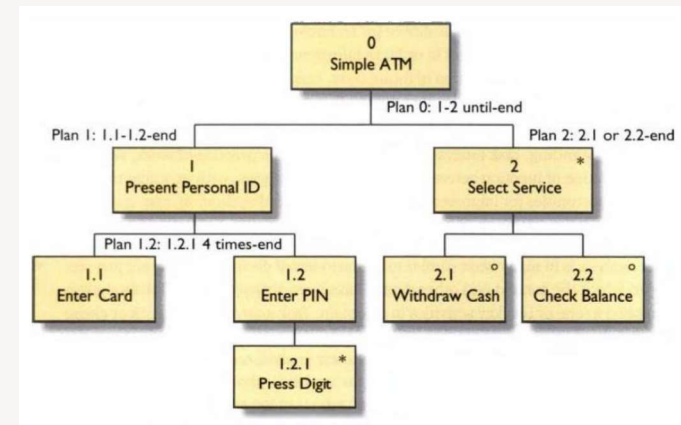 0
Simple ATM
Plan 0: 1-2 until-end
Plan 1: 1.1-1.2-end
Plan 2: 2.1 or 2.2-end
1
Present Personal ID
2 *
Select Service
Plan 1.2: 1.2.1 4 times-end
1.1
Enter Card
1.2
Enter PIN
2.1 °
Withdraw Cash
2.2 °
Check Balance
1.2.1 *
Press Digit